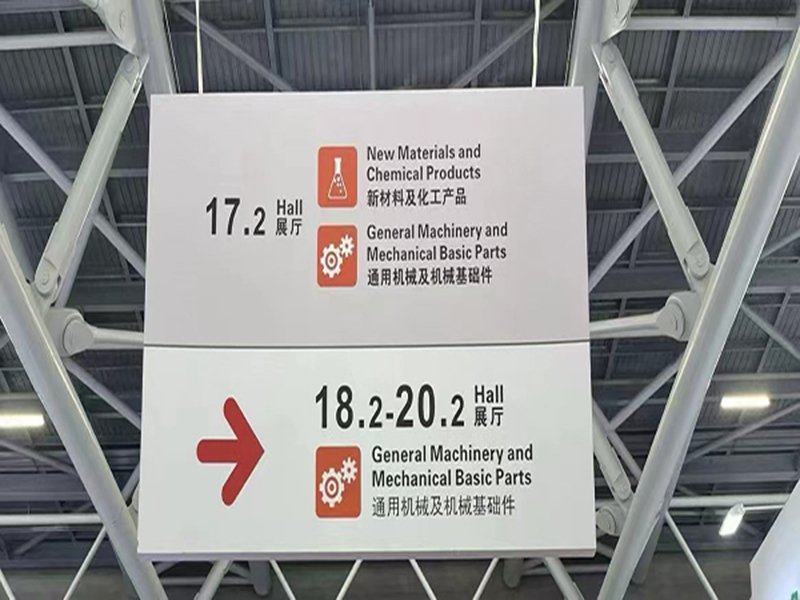 17.2 Hall
展厅
New Materials and
Chemical Products
新材料及化工产品
General Machinery and
Mechanical Basic Parts
通用机械及机械基础件
18.2-20.2 Hall
展厅
General Machinery and
Mechanical Basic Parts
通用机械及机械基础件